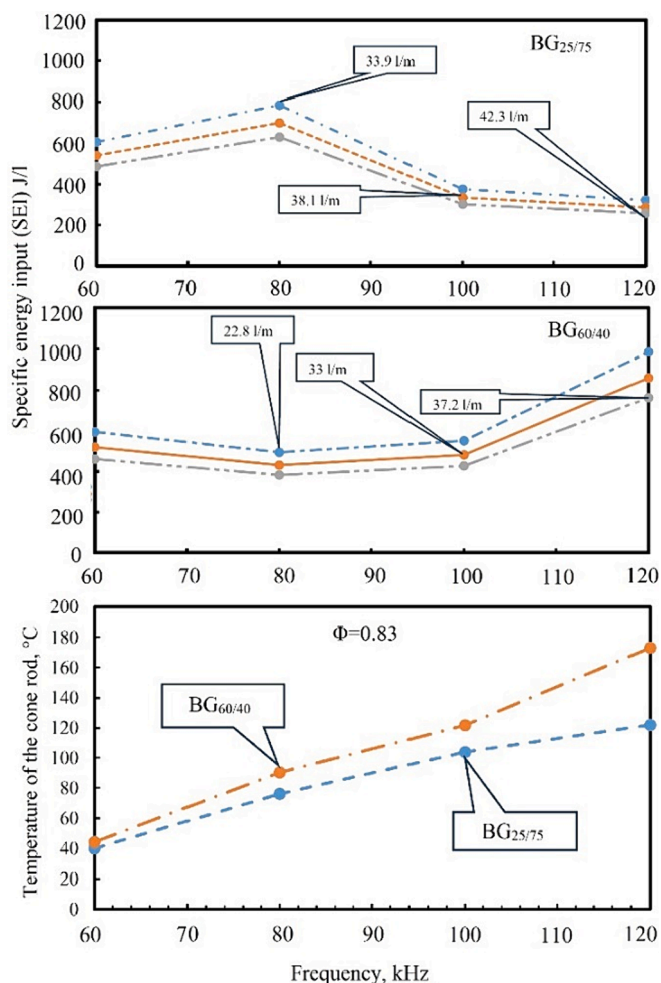 Specific energy input (SEI) J/l
1200
1000
800
600
400
200
0
BG25/75
33.9 l/m
42.3 l/m
38.1 l/m
60 70 80 90 100 110 120
1200
1000
800
600
400
200
0
BG60/40
22.8 l/m
33 l/m
37.2 l/m
60 70 80 90 100 110 120
Temperature of the cone rod, °C
200
180
160
140
120
100
80
60
40
20
0
Φ=0.83
BG60/40
BG25/75
60 70 80 90 100 110 120
Frequency, kHz